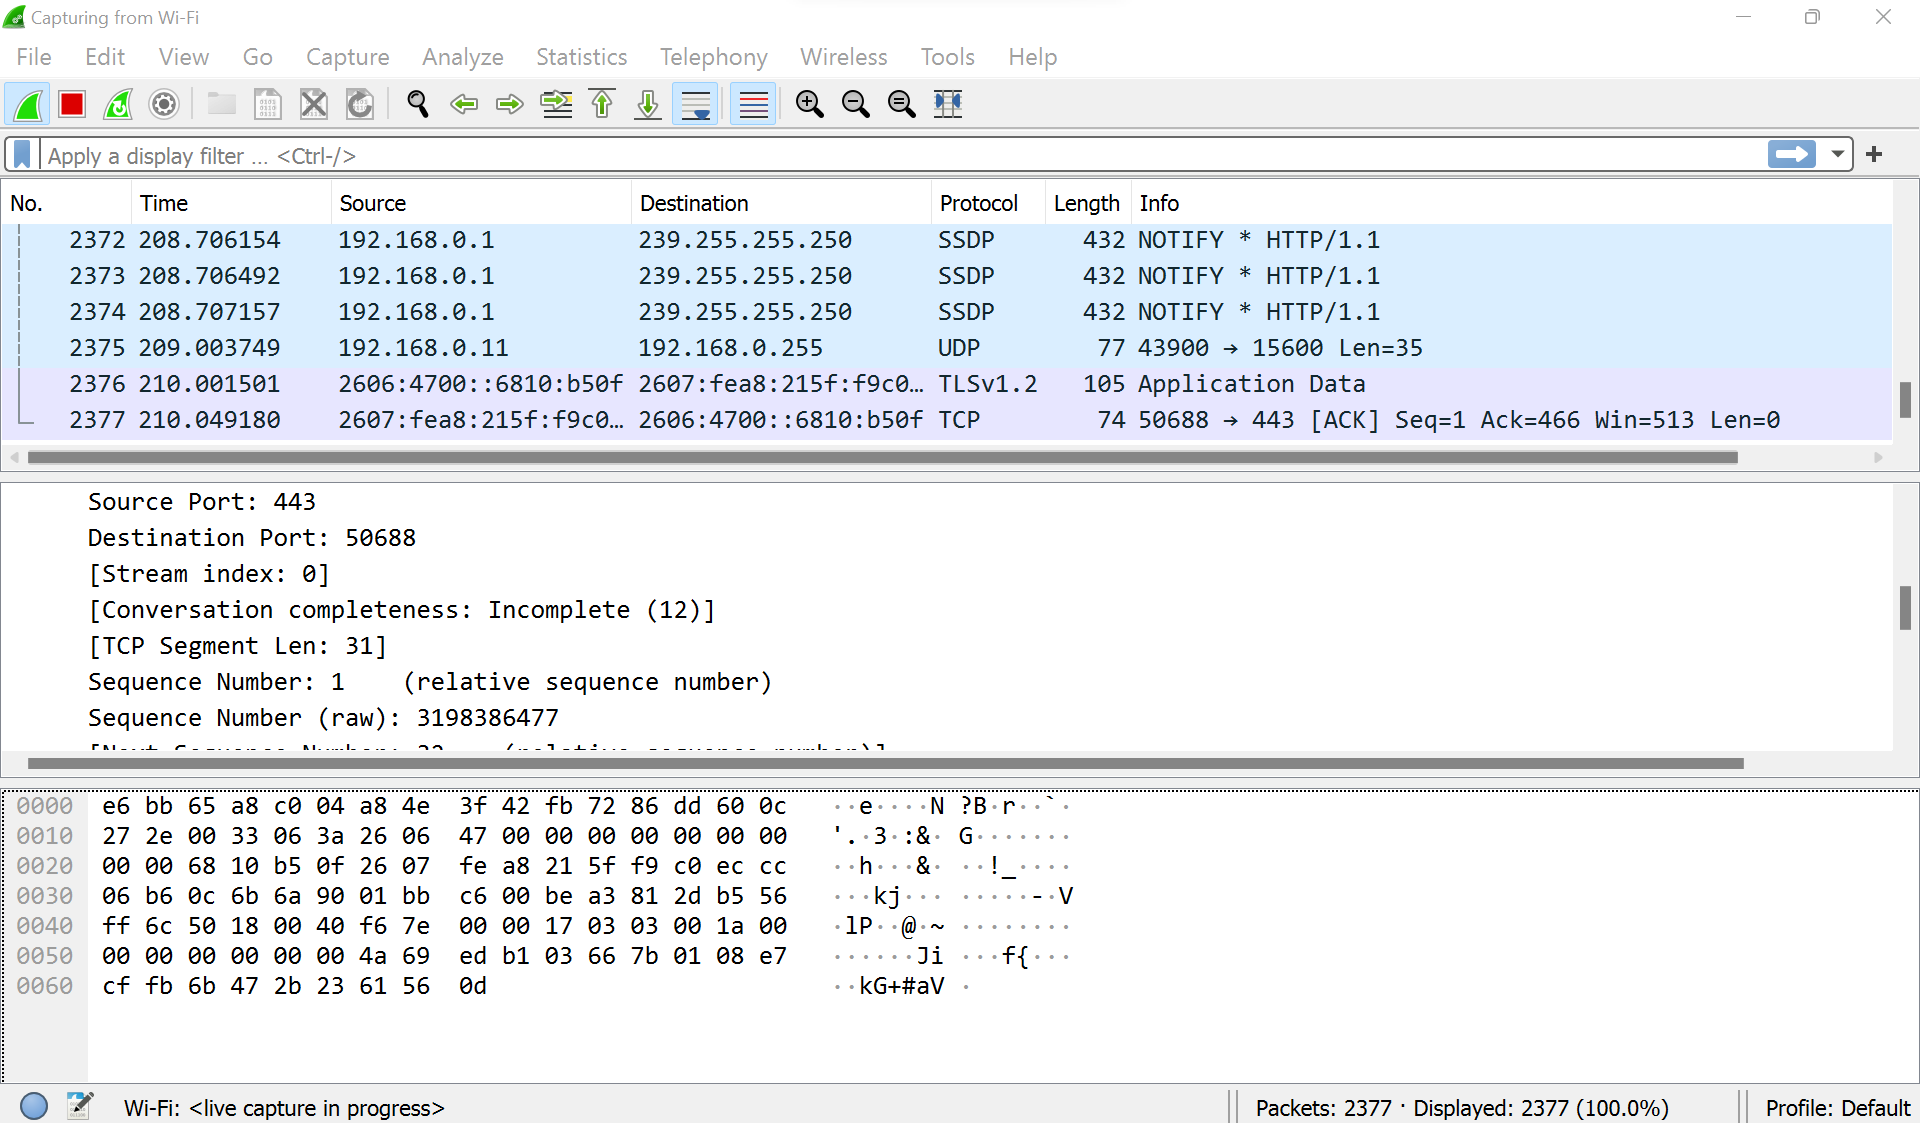 Capturing from Wi-Fi
File Edit View Go Capture Analyze Statistics Telephony Wireless Tools Help
Apply a display filter ... <Ctrl-/>
No. Time Source Destination Protocol Length Info
2372 208.706154 192.168.0.1 239.255.255.250 SSDP 432 NOTIFY * HTTP/1.1
2373 208.706492 192.168.0.1 239.255.255.250 SSDP 432 NOTIFY * HTTP/1.1
2374 208.707157 192.168.0.1 239.255.255.250 SSDP 432 NOTIFY * HTTP/1.1
2375 209.003749 192.168.0.11 192.168.0.255 UDP 77 43900 → 15600 Len=35
2376 210.001501 2606:4700::6810:b50f 2607:fea8:215f:f9c0… TLSv1.2 105 Application Data
2377 210.049180 2607:fea8:215f:f9c0… 2606:4700::6810:b50f TCP 74 50688 → 443 [ACK] Seq=1 Ack=466 Win=513 Len=0
Source Port: 443
Destination Port: 50688
[Stream index: 0]
[Conversation completeness: Incomplete (12)]
[TCP Segment Len: 31]
Sequence Number: 1 (relative sequence number)
Sequence Number (raw): 3198386477
[Next Sequence Number: 32 (relative sequence number)]
0000 e6 bb 65 a8 c0 04 a8 4e 3f 42 fb 72 86 dd 60 0c ··e····N ?B·r··`·
0010 27 2e 00 33 06 3a 26 06 47 00 00 00 00 00 00 00 '.·3·:&· G·······
0020 00 00 68 10 b5 0f 26 07 fe a8 21 5f f9 c0 ec cc ··h···&· ··!_····
0030 06 b6 0c 6b 6a 90 01 bb c6 00 be a3 81 2d b5 56 ···kj··· ·····-·V
0040 ff 6c 50 18 00 40 f6 7e 00 00 17 03 03 00 1a 00 ·lP··@·~ ········
0050 00 00 00 00 00 00 4a 69 ed b1 03 66 7b 01 08 e7 ······Ji ···f{···
0060 cf fb 6b 47 2b 23 61 56 0d ··kG+#aV ·
Wi-Fi: <live capture in progress> Packets: 2377 · Displayed: 2377 (100.0%) Profile: Default